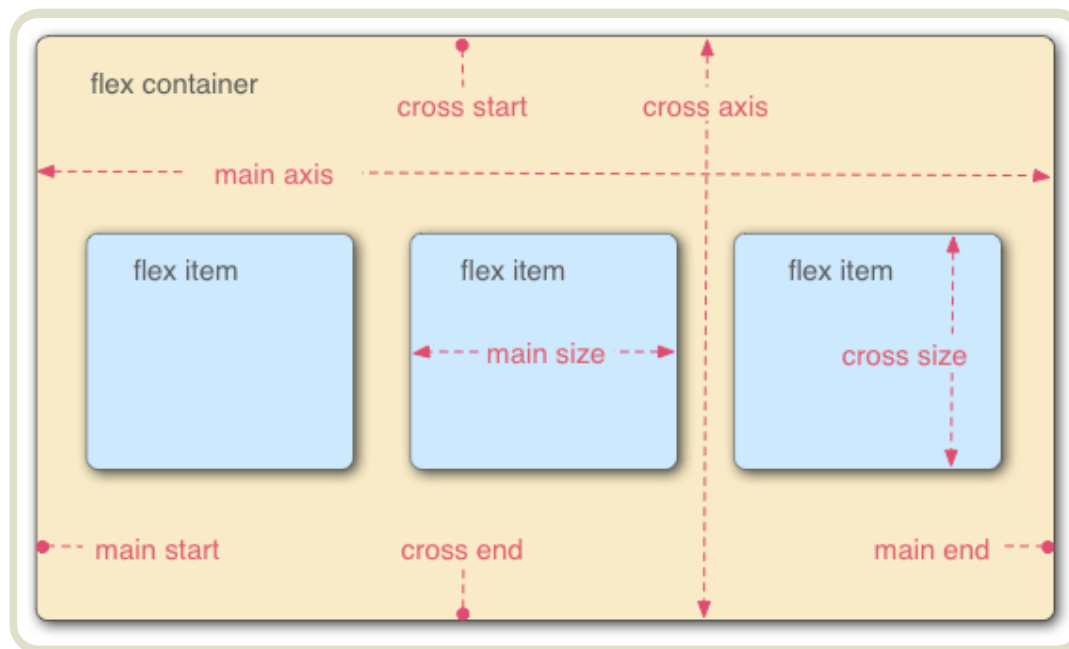 flex container
cross start
cross axis
main axis
flex item
flex item
flex item
main size
cross size
main start
cross end
main end